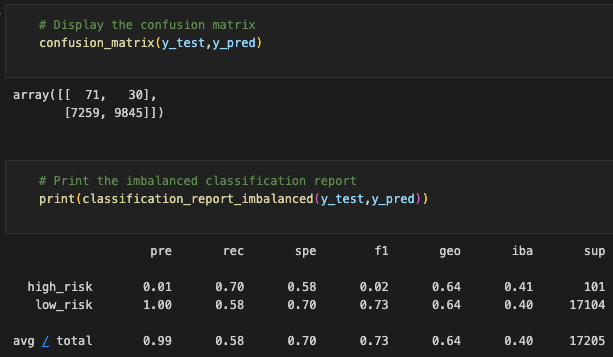 # Display the confusion matrix
confusion_matrix(y_test,y_pred)
array([[  71,   30],
       [7259, 9845]])
# Print the imbalanced classification report
print(classification_report_imbalanced(y_test,y_pred))
                   pre       rec       spe        f1       geo       iba       sup
  high_risk       0.01      0.70      0.58      0.02      0.64      0.41       101
   low_risk       1.00      0.58      0.70      0.73      0.64      0.40     17104
avg / total       0.99      0.58      0.70      0.73      0.64      0.40     17205